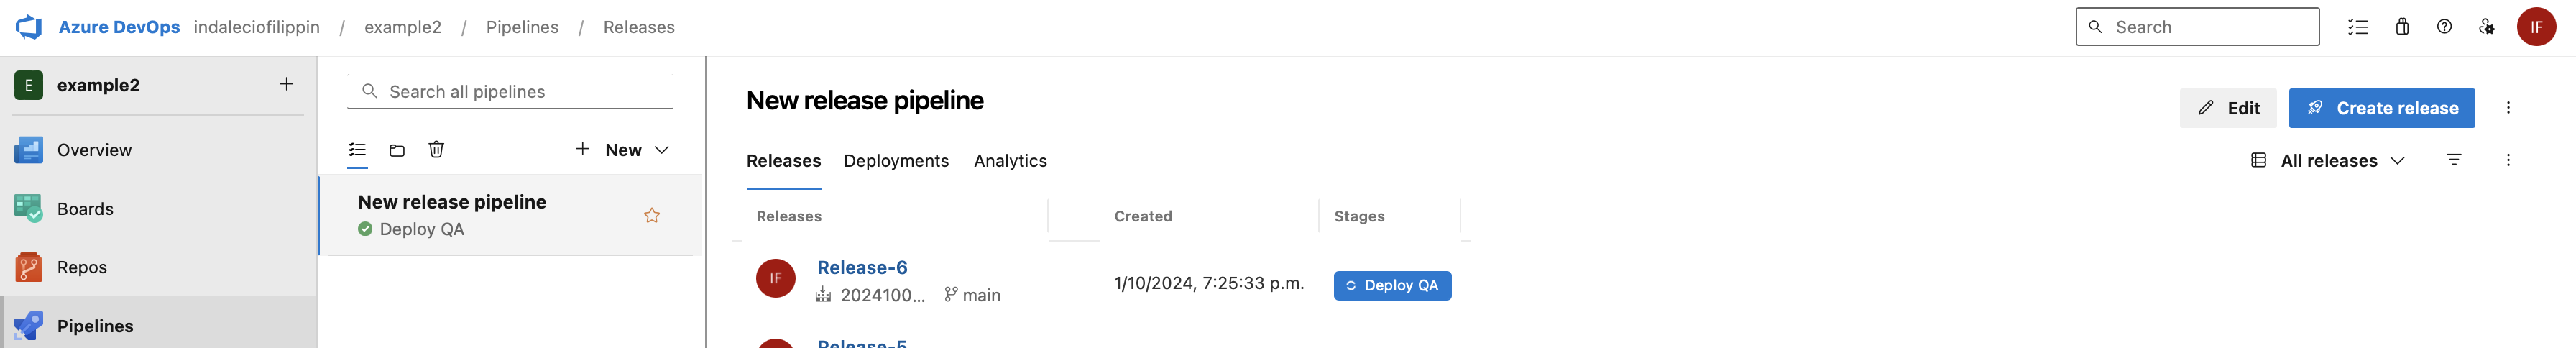 Azure DevOps indaleciofilippin / example2 / Pipelines / Releases
Search
IF
E example2
Overview
Boards
Repos
Pipelines
Search all pipelines
New
New release pipeline
Deploy QA
New release pipeline
Edit
Create release
Releases Deployments Analytics
All releases
Releases Created Stages
IF
Release-6
2024100... main
1/10/2024, 7:25:33 p.m.
Deploy QA
Release-5